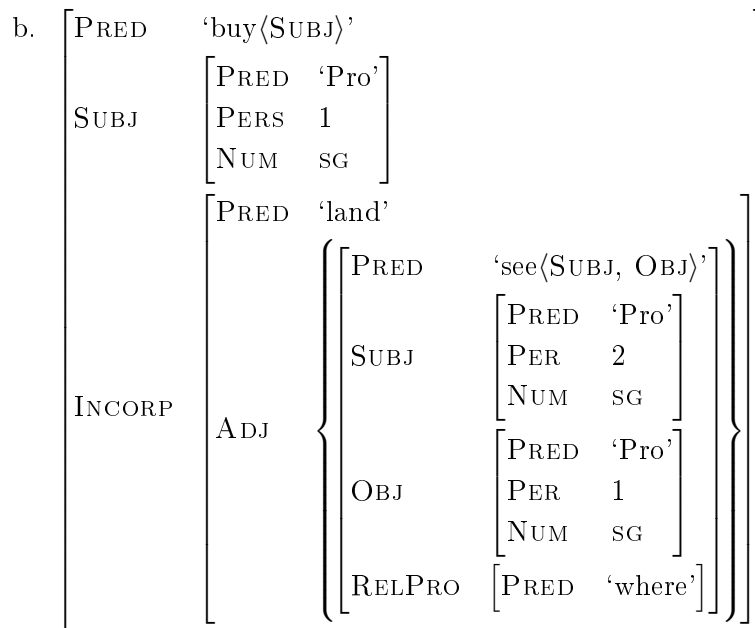 b. PRED ‘buy⟨SUBJ⟩’
PRED ‘Pro’
SUBJ PERS 1
NUM SG
PRED ‘land’
PRED ‘see⟨SUBJ, OBJ⟩’
PRED ‘Pro’
SUBJ PER 2
NUM SG
INCORP
ADJ
PRED ‘Pro’
OBJ PER 1
NUM SG
RELPRO PRED ‘where’